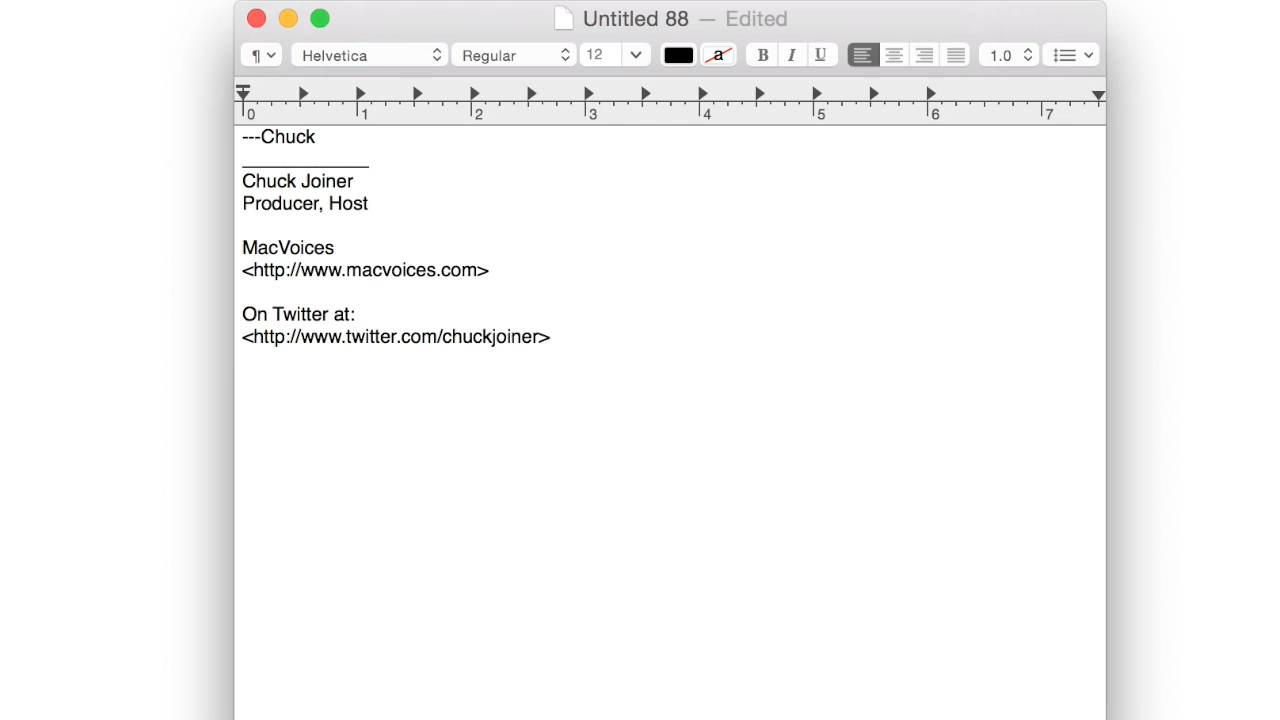 Untitled 88 — Edited
¶ Helvetica Regular 12 a B I U 1.0
0 1 2 3 4 5 6 7
---Chuck
____________
Chuck Joiner
Producer, Host
MacVoices
<http://www.macvoices.com>
On Twitter at:
<http://www.twitter.com/chuckjoiner>